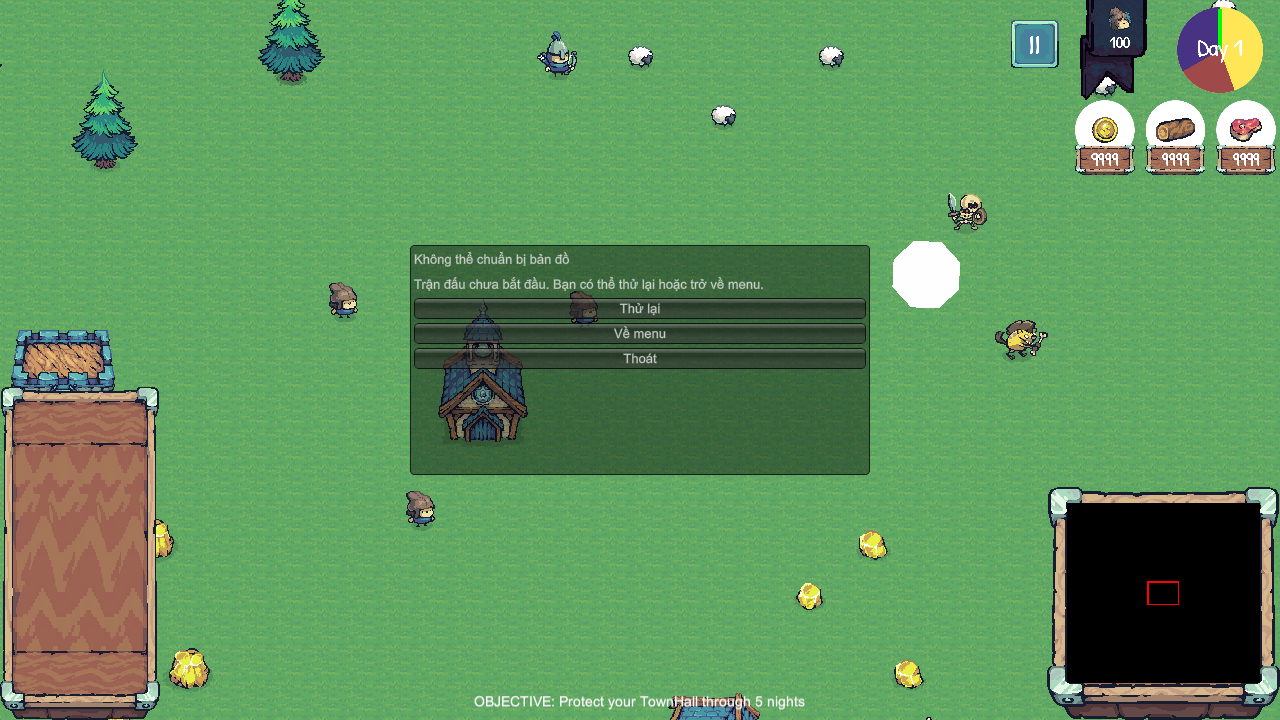 100
Day 1
9999
9999
9999
Không thể chuẩn bị bản đồ
Trận đấu chưa bắt đầu. Bạn có thể thử lại hoặc trở về menu.
Thử lại
Về menu
Thoát
OBJECTIVE: Protect your TownHall through 5 nights